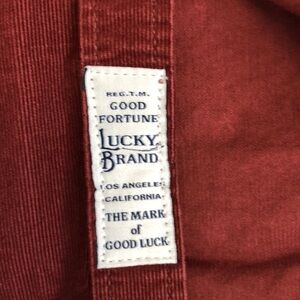 REG.T.M.
GOOD
FORTUNE
LUCKY
BRAND
LOS ANGELES
CALIFORNIA
THE MARK
of
GOOD LUCK